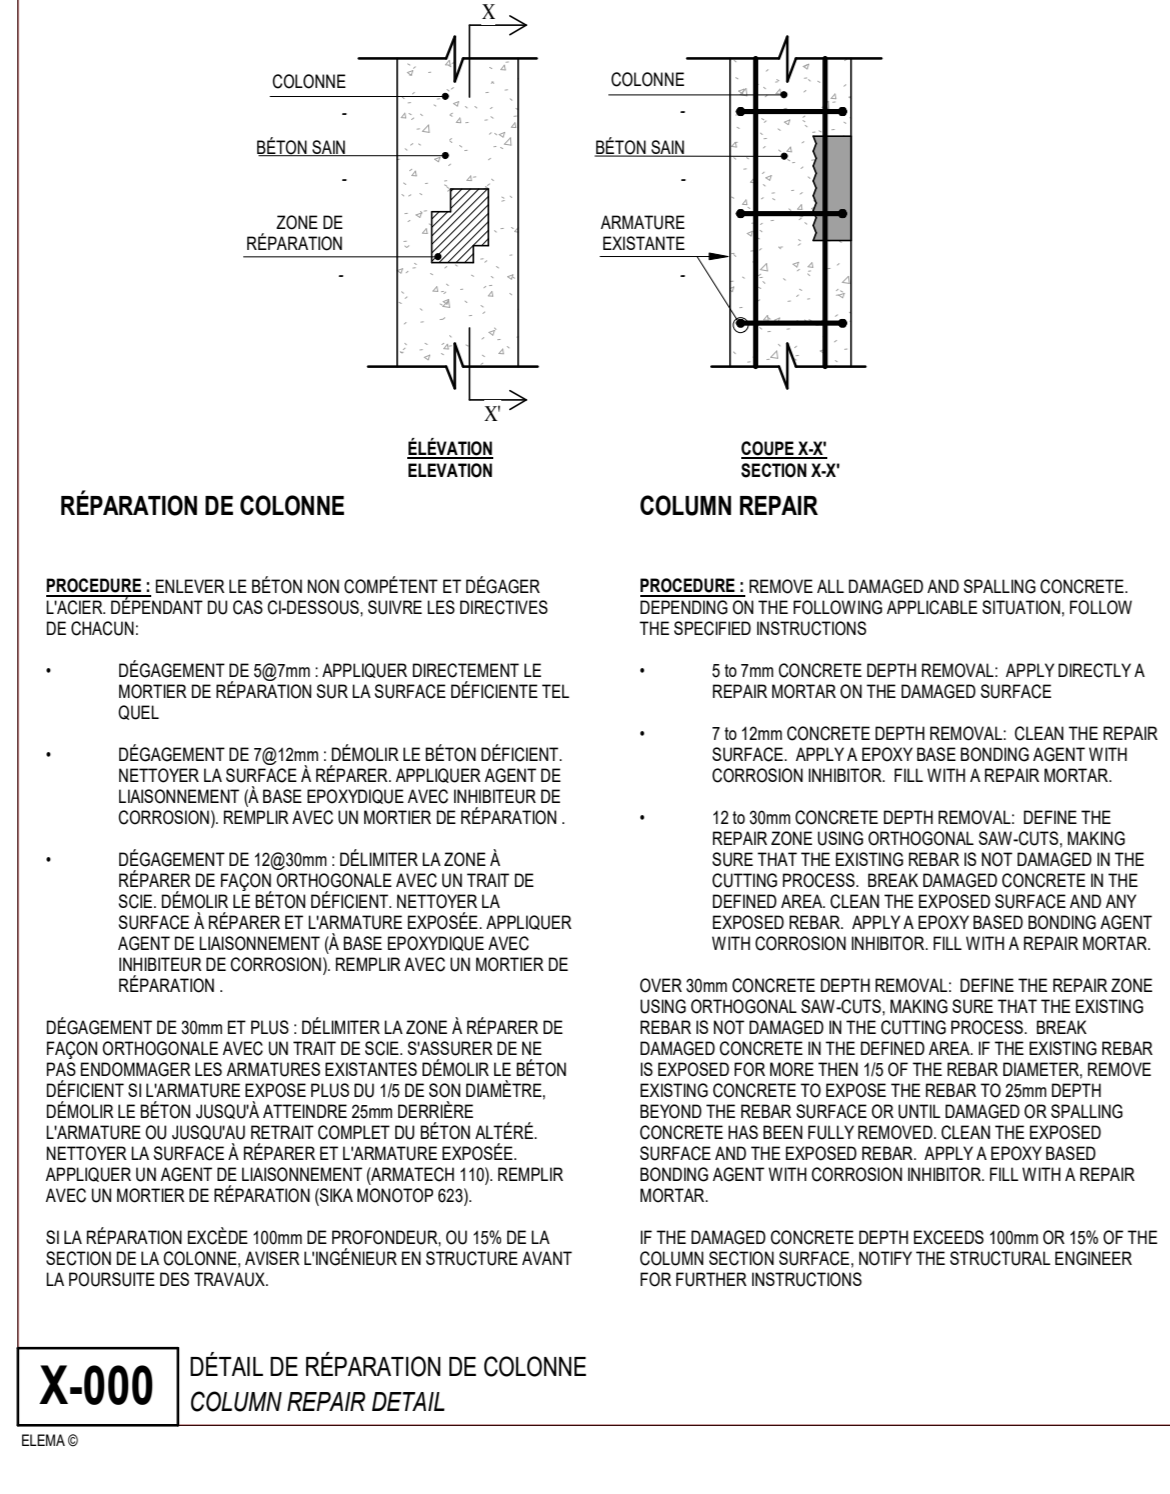 X
COLONNE
-
BÉTON SAIN
-
ZONE DE
RÉPARATION
-
X'
ÉLÉVATION
ELEVATION
COLONNE
-
BÉTON SAIN
-
ARMATURE
EXISTANTE
-
COUPE X-X'
SECTION X-X'
RÉPARATION DE COLONNE
PROCEDURE : ENLEVER LE BÉTON NON COMPÉTENT ET DÉGAGER
L'ACIER. DÉPENDANT DU CAS CI-DESSOUS, SUIVRE LES DIRECTIVES
DE CHACUN:
• DÉGAGEMENT DE 5@7mm : APPLIQUER DIRECTEMENT LE
MORTIER DE RÉPARATION SUR LA SURFACE DÉFICIENTE TEL
QUEL
• DÉGAGEMENT DE 7@12mm : DÉMOLIR LE BÉTON DÉFICIENT.
NETTOYER LA SURFACE À RÉPARER. APPLIQUER AGENT DE
LIAISONNEMENT (À BASE EPOXYDIQUE AVEC INHIBITEUR DE
CORROSION). REMPLIR AVEC UN MORTIER DE RÉPARATION .
• DÉGAGEMENT DE 12@30mm : DÉLIMITER LA ZONE À
RÉPARER DE FAÇON ORTHOGONALE AVEC UN TRAIT DE
SCIE. DÉMOLIR LE BÉTON DÉFICIENT. NETTOYER LA
SURFACE À RÉPARER ET L'ARMATURE EXPOSÉE. APPLIQUER
AGENT DE LIAISONNEMENT (À BASE EPOXYDIQUE AVEC
INHIBITEUR DE CORROSION). REMPLIR AVEC UN MORTIER DE
RÉPARATION .
DÉGAGEMENT DE 30mm ET PLUS : DÉLIMITER LA ZONE À RÉPARER DE
FAÇON ORTHOGONALE AVEC UN TRAIT DE SCIE. S'ASSURER DE NE
PAS ENDOMMAGER LES ARMATURES EXISTANTES DÉMOLIR LE BÉTON
DÉFICIENT SI L'ARMATURE EXPOSE PLUS DU 1/5 DE SON DIAMÈTRE,
DÉMOLIR LE BÉTON JUSQU'À ATTEINDRE 25mm DERRIÈRE
L'ARMATURE OU JUSQU'AU RETRAIT COMPLET DU BÉTON ALTÉRÉ.
NETTOYER LA SURFACE À RÉPARER ET L'ARMATURE EXPOSÉE.
APPLIQUER UN AGENT DE LIAISONNEMENT (ARMATECH 110). REMPLIR
AVEC UN MORTIER DE RÉPARATION (SIKA MONOTOP 623).
SI LA RÉPARATION EXCÈDE 100mm DE PROFONDEUR, OU 15% DE LA
SECTION DE LA COLONNE, AVISER L'INGÉNIEUR EN STRUCTURE AVANT
LA POURSUITE DES TRAVAUX.
COLUMN REPAIR
PROCEDURE : REMOVE ALL DAMAGED AND SPALLING CONCRETE.
DEPENDING ON THE FOLLOWING APPLICABLE SITUATION, FOLLOW
THE SPECIFIED INSTRUCTIONS
• 5 to 7mm CONCRETE DEPTH REMOVAL: APPLY DIRECTLY A
REPAIR MORTAR ON THE DAMAGED SURFACE
• 7 to 12mm CONCRETE DEPTH REMOVAL: CLEAN THE REPAIR
SURFACE. APPLY A EPOXY BASE BONDING AGENT WITH
CORROSION INHIBITOR. FILL WITH A REPAIR MORTAR.
• 12 to 30mm CONCRETE DEPTH REMOVAL: DEFINE THE
REPAIR ZONE USING ORTHOGONAL SAW-CUTS, MAKING
SURE THAT THE EXISTING REBAR IS NOT DAMAGED IN THE
CUTTING PROCESS. BREAK DAMAGED CONCRETE IN THE
DEFINED AREA. CLEAN THE EXPOSED SURFACE AND ANY
EXPOSED REBAR. APPLY A EPOXY BASED BONDING AGENT
WITH CORROSION INHIBITOR. FILL WITH A REPAIR MORTAR.
OVER 30mm CONCRETE DEPTH REMOVAL: DEFINE THE REPAIR ZONE
USING ORTHOGONAL SAW-CUTS, MAKING SURE THAT THE EXISTING
REBAR IS NOT DAMAGED IN THE CUTTING PROCESS. BREAK
DAMAGED CONCRETE IN THE DEFINED AREA. IF THE EXISTING REBAR
IS EXPOSED FOR MORE THEN 1/5 OF THE REBAR DIAMETER, REMOVE
EXISTING CONCRETE TO EXPOSE THE REBAR TO 25mm DEPTH
BEYOND THE REBAR SURFACE OR UNTIL DAMAGED OR SPALLING
CONCRETE HAS BEEN FULLY REMOVED. CLEAN THE EXPOSED
SURFACE AND THE EXPOSED REBAR. APPLY A EPOXY BASED
BONDING AGENT WITH CORROSION INHIBITOR. FILL WITH A REPAIR
MORTAR.
IF THE DAMAGED CONCRETE DEPTH EXCEEDS 100mm OR 15% OF THE
COLUMN SECTION SURFACE, NOTIFY THE STRUCTURAL ENGINEER
FOR FURTHER INSTRUCTIONS
X-000
DÉTAIL DE RÉPARATION DE COLONNE
COLUMN REPAIR DETAIL
ELEMA ©